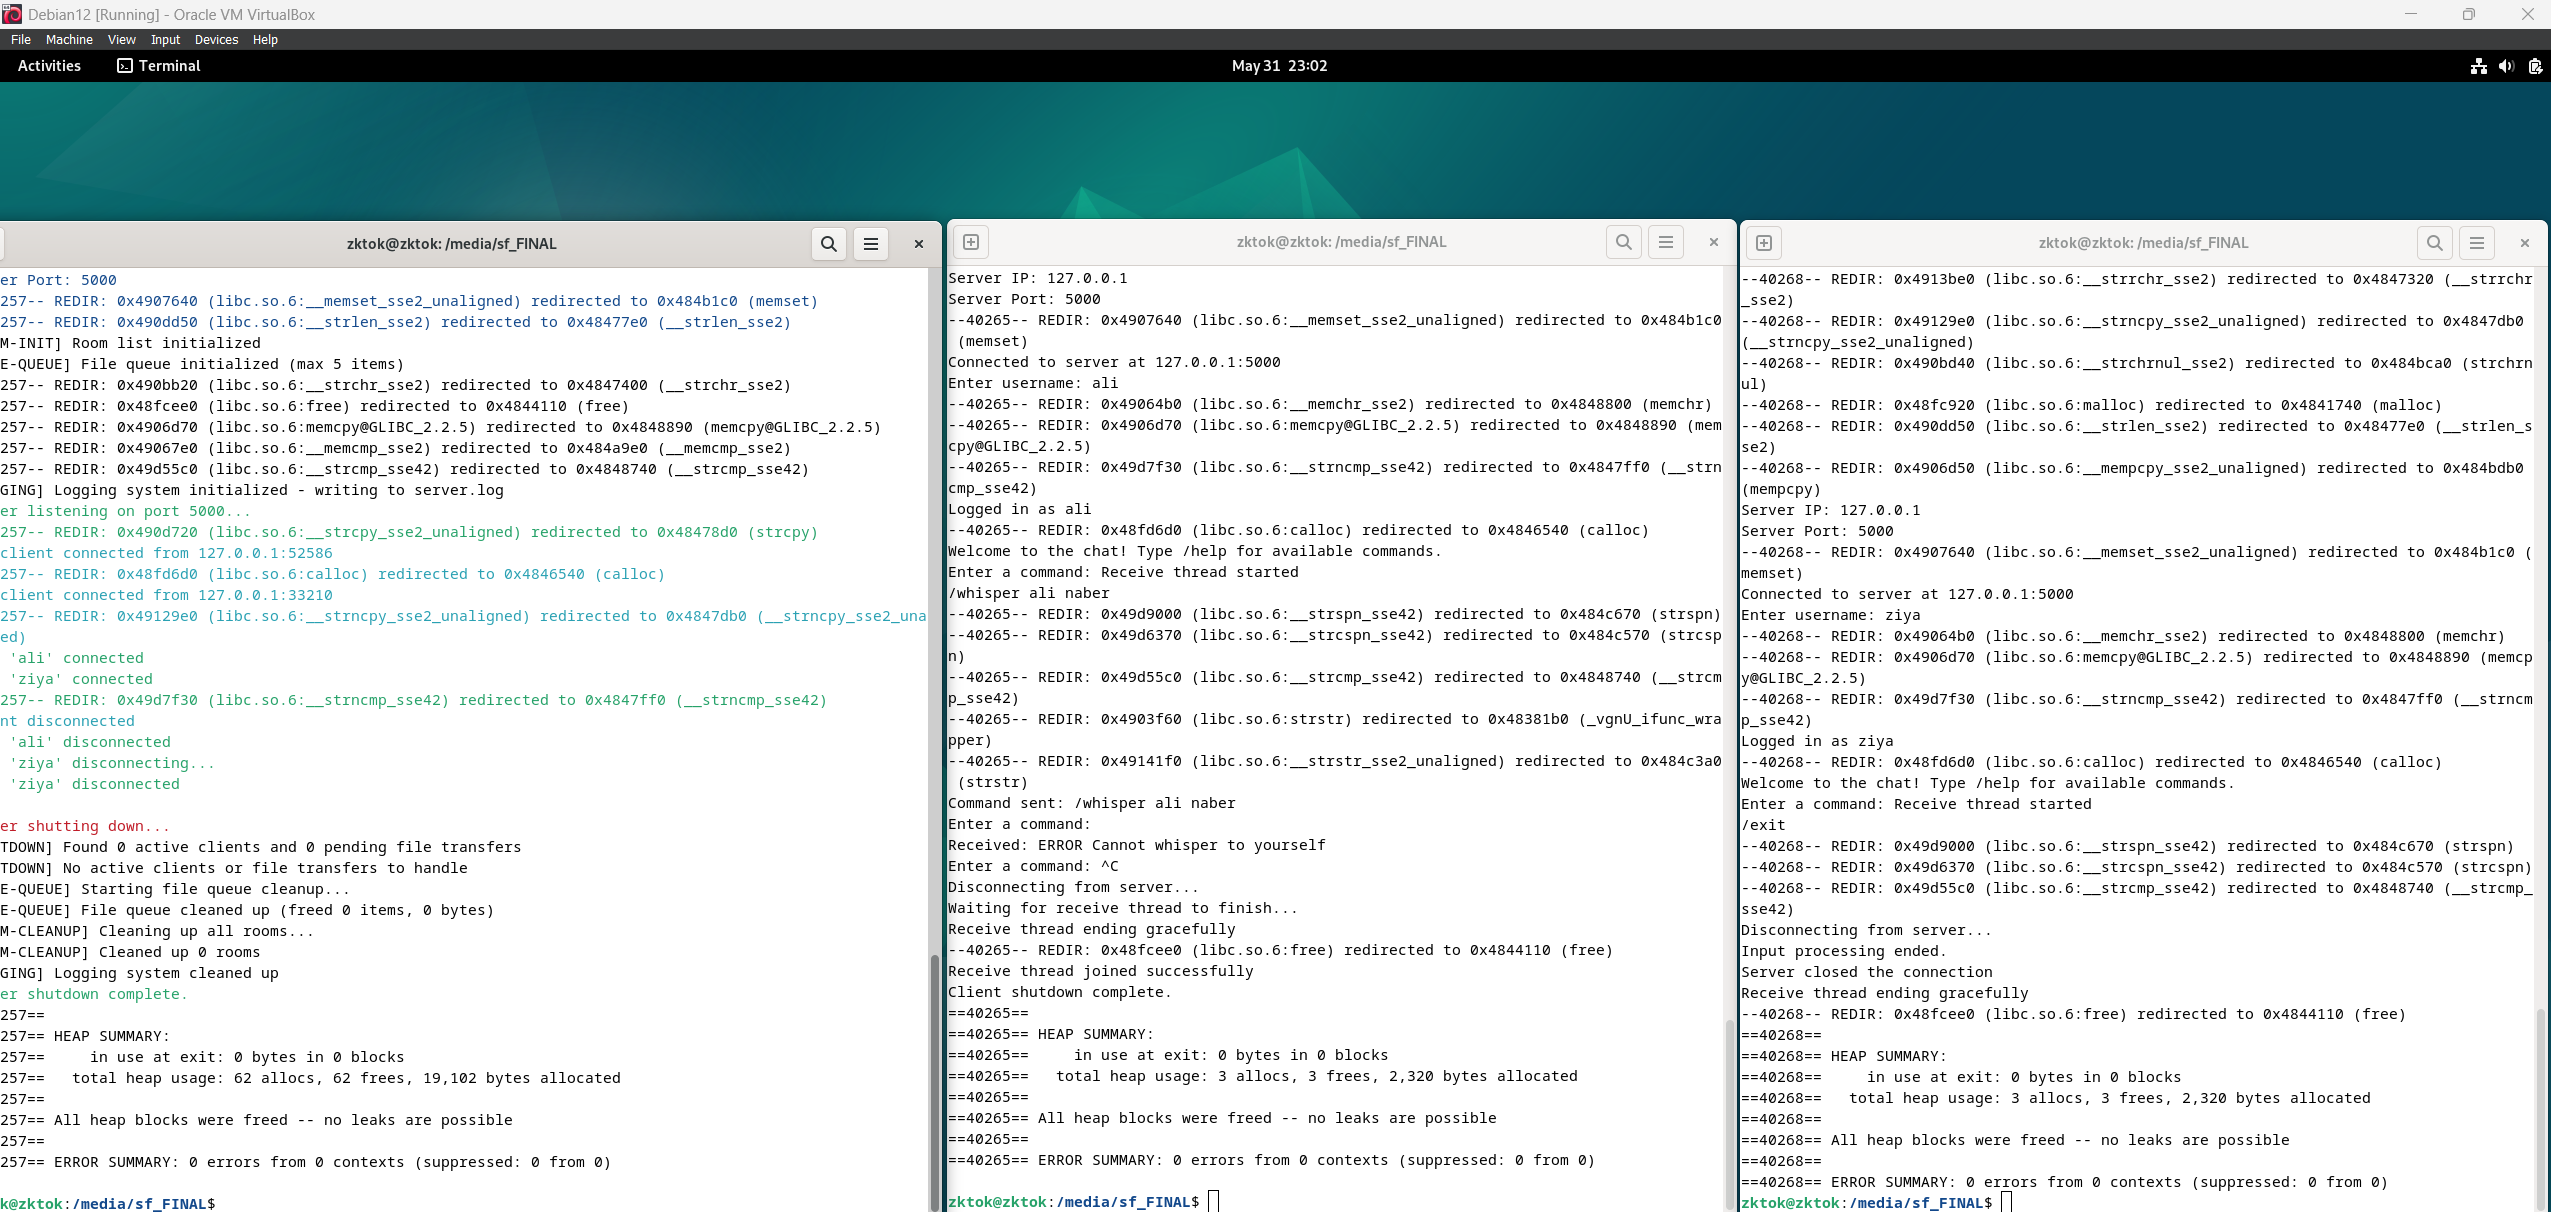 Debian12 [Running] - Oracle VM VirtualBox
File Machine View Input Devices Help
Activities Terminal May 31 23:02
zktok@zktok: /media/sf_FINAL
er Port: 5000
257-- REDIR: 0x4907640 (libc.so.6:__memset_sse2_unaligned) redirected to 0x484b1c0 (memset)
257-- REDIR: 0x490dd50 (libc.so.6:__strlen_sse2) redirected to 0x48477e0 (__strlen_sse2)
M-INIT] Room list initialized
E-QUEUE] File queue initialized (max 5 items)
257-- REDIR: 0x490bb20 (libc.so.6:__strchr_sse2) redirected to 0x4847400 (__strchr_sse2)
257-- REDIR: 0x48fcee0 (libc.so.6:free) redirected to 0x4844110 (free)
257-- REDIR: 0x4906d70 (libc.so.6:memcpy@GLIBC_2.2.5) redirected to 0x4848890 (memcpy@GLIBC_2.2.5)
257-- REDIR: 0x49067e0 (libc.so.6:__memcmp_sse2) redirected to 0x484a9e0 (__memcmp_sse2)
257-- REDIR: 0x49d55c0 (libc.so.6:__strcmp_sse42) redirected to 0x4848740 (__strcmp_sse42)
GING] Logging system initialized - writing to server.log
er listening on port 5000...
257-- REDIR: 0x490d720 (libc.so.6:__strcpy_sse2_unaligned) redirected to 0x48478d0 (strcpy)
client connected from 127.0.0.1:52586
257-- REDIR: 0x48fd6d0 (libc.so.6:calloc) redirected to 0x4846540 (calloc)
client connected from 127.0.0.1:33210
257-- REDIR: 0x49129e0 (libc.so.6:__strncpy_sse2_unaligned) redirected to 0x4847db0 (__strncpy_sse2_una
ed)
'ali' connected
'ziya' connected
257-- REDIR: 0x49d7f30 (libc.so.6:__strncmp_sse42) redirected to 0x4847ff0 (__strncmp_sse42)
nt disconnected
'ali' disconnected
'ziya' disconnecting...
'ziya' disconnected
er shutting down...
TDOWN] Found 0 active clients and 0 pending file transfers
TDOWN] No active clients or file transfers to handle
E-QUEUE] Starting file queue cleanup...
E-QUEUE] File queue cleaned up (freed 0 items, 0 bytes)
M-CLEANUP] Cleaning up all rooms...
M-CLEANUP] Cleaned up 0 rooms
GING] Logging system cleaned up
er shutdown complete.
257==
257== HEAP SUMMARY:
257==     in use at exit: 0 bytes in 0 blocks
257==   total heap usage: 62 allocs, 62 frees, 19,102 bytes allocated
257==
257== All heap blocks were freed -- no leaks are possible
257==
257== ERROR SUMMARY: 0 errors from 0 contexts (suppressed: 0 from 0)
k@zktok:/media/sf_FINAL$
zktok@zktok: /media/sf_FINAL
Server IP: 127.0.0.1
Server Port: 5000
--40265-- REDIR: 0x4907640 (libc.so.6:__memset_sse2_unaligned) redirected to 0x484b1c0
(memset)
Connected to server at 127.0.0.1:5000
Enter username: ali
--40265-- REDIR: 0x49064b0 (libc.so.6:__memchr_sse2) redirected to 0x4848800 (memchr)
--40265-- REDIR: 0x4906d70 (libc.so.6:memcpy@GLIBC_2.2.5) redirected to 0x4848890 (mem
cpy@GLIBC_2.2.5)
--40265-- REDIR: 0x49d7f30 (libc.so.6:__strncmp_sse42) redirected to 0x4847ff0 (__strn
cmp_sse42)
Logged in as ali
--40265-- REDIR: 0x48fd6d0 (libc.so.6:calloc) redirected to 0x4846540 (calloc)
Welcome to the chat! Type /help for available commands.
Enter a command: Receive thread started
/whisper ali naber
--40265-- REDIR: 0x49d9000 (libc.so.6:__strspn_sse42) redirected to 0x484c670 (strspn)
--40265-- REDIR: 0x49d6370 (libc.so.6:__strcspn_sse42) redirected to 0x484c570 (strcsp
n)
--40265-- REDIR: 0x49d55c0 (libc.so.6:__strcmp_sse42) redirected to 0x4848740 (__strcm
p_sse42)
--40265-- REDIR: 0x4903f60 (libc.so.6:strstr) redirected to 0x48381b0 (_vgnU_ifunc_wra
pper)
--40265-- REDIR: 0x49141f0 (libc.so.6:__strstr_sse2_unaligned) redirected to 0x484c3a0
(strstr)
Command sent: /whisper ali naber
Enter a command:
Received: ERROR Cannot whisper to yourself
Enter a command: ^C
Disconnecting from server...
Waiting for receive thread to finish...
Receive thread ending gracefully
--40265-- REDIR: 0x48fcee0 (libc.so.6:free) redirected to 0x4844110 (free)
Receive thread joined successfully
Client shutdown complete.
==40265==
==40265== HEAP SUMMARY:
==40265==     in use at exit: 0 bytes in 0 blocks
==40265==   total heap usage: 3 allocs, 3 frees, 2,320 bytes allocated
==40265==
==40265== All heap blocks were freed -- no leaks are possible
==40265==
==40265== ERROR SUMMARY: 0 errors from 0 contexts (suppressed: 0 from 0)
zktok@zktok:/media/sf_FINAL$
zktok@zktok: /media/sf_FINAL
--40268-- REDIR: 0x4913be0 (libc.so.6:__strrchr_sse2) redirected to 0x4847320 (__strrchr
_sse2)
--40268-- REDIR: 0x49129e0 (libc.so.6:__strncpy_sse2_unaligned) redirected to 0x4847db0
(__strncpy_sse2_unaligned)
--40268-- REDIR: 0x490bd40 (libc.so.6:__strchrnul_sse2) redirected to 0x484bca0 (strchrn
ul)
--40268-- REDIR: 0x48fc920 (libc.so.6:malloc) redirected to 0x4841740 (malloc)
--40268-- REDIR: 0x490dd50 (libc.so.6:__strlen_sse2) redirected to 0x48477e0 (__strlen_s
se2)
--40268-- REDIR: 0x4906d50 (libc.so.6:__mempcpy_sse2_unaligned) redirected to 0x484bdb0
(mempcpy)
Server IP: 127.0.0.1
Server Port: 5000
--40268-- REDIR: 0x4907640 (libc.so.6:__memset_sse2_unaligned) redirected to 0x484b1c0 (
memset)
Connected to server at 127.0.0.1:5000
Enter username: ziya
--40268-- REDIR: 0x49064b0 (libc.so.6:__memchr_sse2) redirected to 0x4848800 (memchr)
--40268-- REDIR: 0x4906d70 (libc.so.6:memcpy@GLIBC_2.2.5) redirected to 0x4848890 (memcp
y@GLIBC_2.2.5)
--40268-- REDIR: 0x49d7f30 (libc.so.6:__strncmp_sse42) redirected to 0x4847ff0 (__strncm
p_sse42)
Logged in as ziya
--40268-- REDIR: 0x48fd6d0 (libc.so.6:calloc) redirected to 0x4846540 (calloc)
Welcome to the chat! Type /help for available commands.
Enter a command: Receive thread started
/exit
--40268-- REDIR: 0x49d9000 (libc.so.6:__strspn_sse42) redirected to 0x484c670 (strspn)
--40268-- REDIR: 0x49d6370 (libc.so.6:__strcspn_sse42) redirected to 0x484c570 (strcspn)
--40268-- REDIR: 0x49d55c0 (libc.so.6:__strcmp_sse42) redirected to 0x4848740 (__strcmp_
sse42)
Disconnecting from server...
Input processing ended.
Server closed the connection
Receive thread ending gracefully
--40268-- REDIR: 0x48fcee0 (libc.so.6:free) redirected to 0x4844110 (free)
==40268==
==40268== HEAP SUMMARY:
==40268==     in use at exit: 0 bytes in 0 blocks
==40268==   total heap usage: 3 allocs, 3 frees, 2,320 bytes allocated
==40268==
==40268== All heap blocks were freed -- no leaks are possible
==40268==
==40268== ERROR SUMMARY: 0 errors from 0 contexts (suppressed: 0 from 0)
zktok@zktok:/media/sf_FINAL$